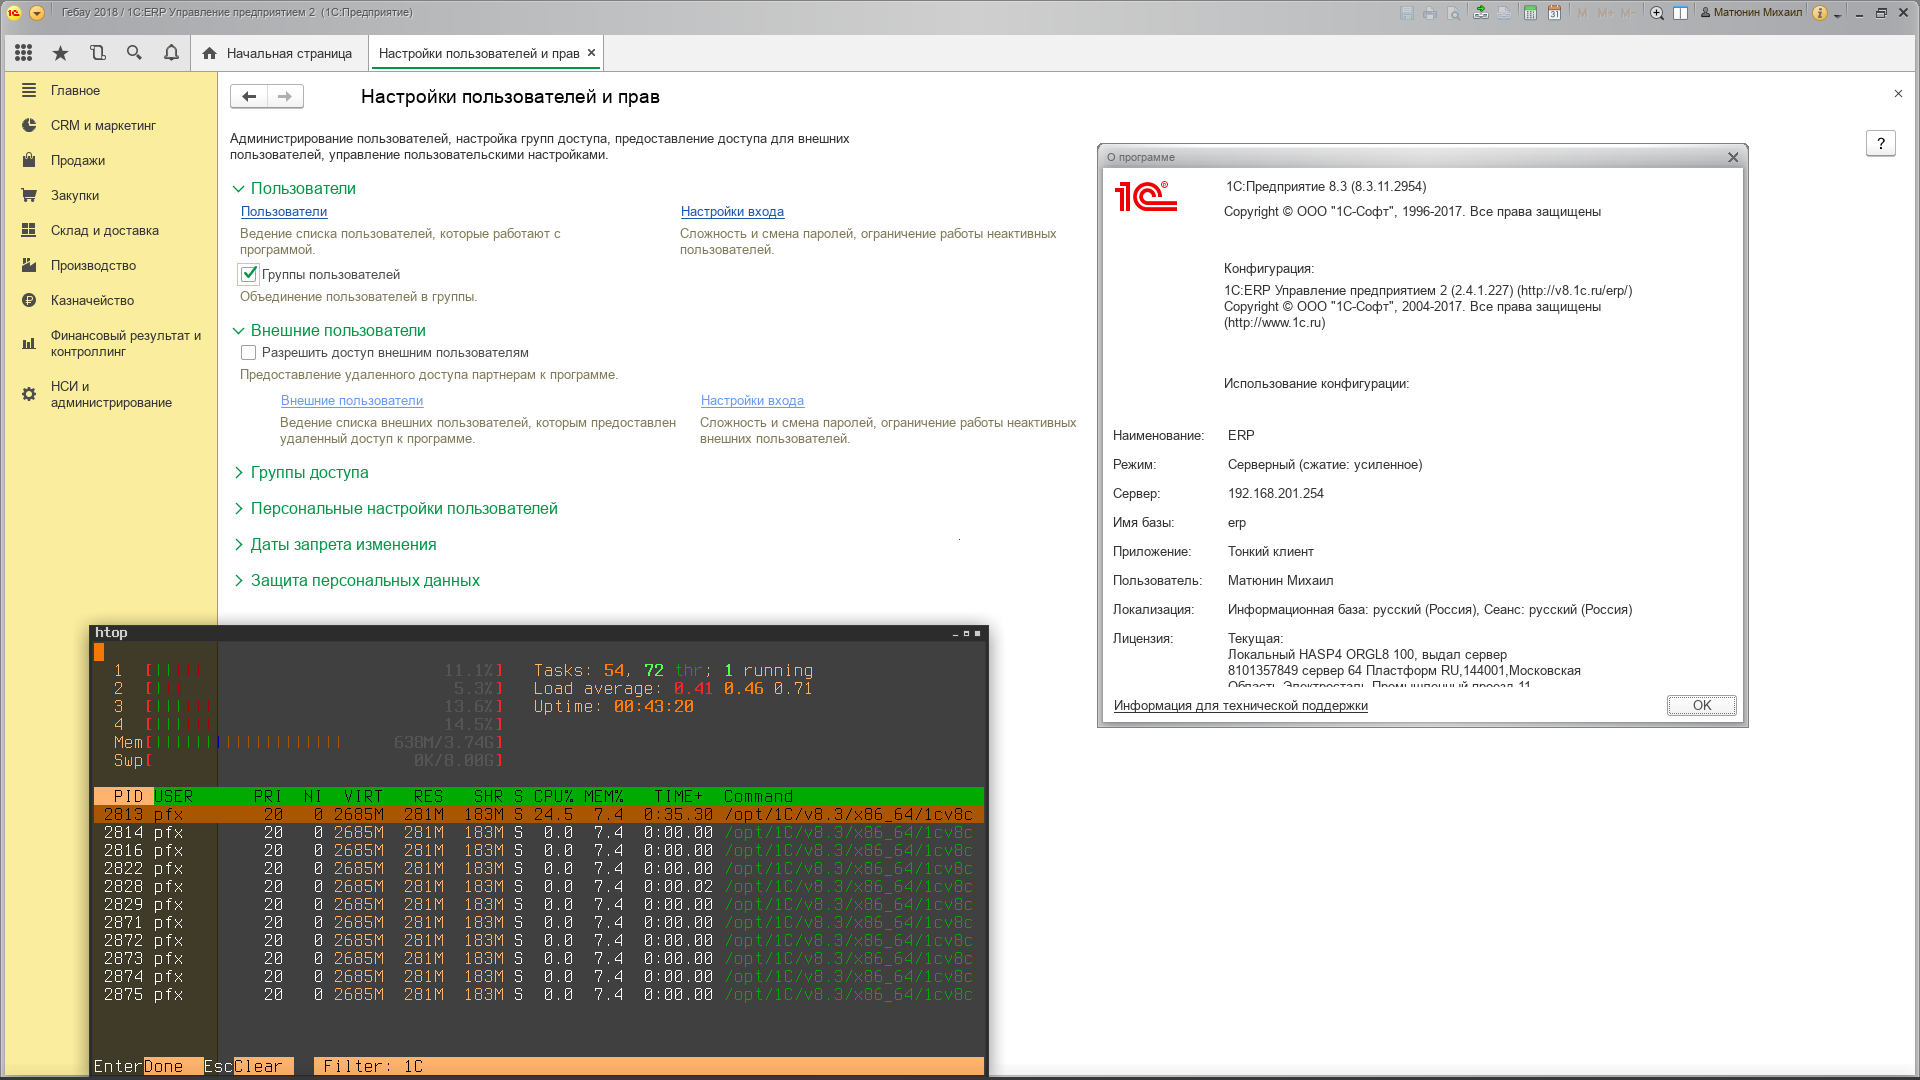 Гебау 2018 / 1С:ERP Управление предприятием 2 (1С:Предприятие)
M M+ M-
31
Матюнин Михаил
Начальная страница
Настройки пользователей и прав
Главное
CRM и маркетинг
Продажи
Закупки
Склад и доставка
Производство
Казначейство
Финансовый результат и
контроллинг
НСИ и
администрирование
Настройки пользователей и прав
?
Администрирование пользователей, настройка групп доступа, предоставление доступа для внешних
пользователей, управление пользовательскими настройками.
Пользователи
Пользователи
Настройки входа
Ведение списка пользователей, которые работают с
программой.
Сложность и смена паролей, ограничение работы неактивных
пользователей.
Группы пользователей
Объединение пользователей в группы.
Внешние пользователи
Разрешить доступ внешним пользователям
Предоставление удаленного доступа партнерам к программе.
Внешние пользователи
Настройки входа
Ведение списка внешних пользователей, которым предоставлен
удаленный доступ к программе.
Сложность и смена паролей, ограничение работы неактивных
внешних пользователей.
Группы доступа
Персональные настройки пользователей
Даты запрета изменения
Защита персональных данных
О программе
1С
1С:Предприятие 8.3 (8.3.11.2954)
Copyright © ООО "1С-Софт", 1996-2017. Все права защищены
Конфигурация:
1С:ERP Управление предприятием 2 (2.4.1.227) (http://v8.1c.ru/erp/)
Copyright © ООО "1С-Софт", 2004-2017. Все права защищены
(http://www.1c.ru)
Использование конфигурации:
Наименование: ERP
Режим: Серверный (сжатие: усиленное)
Сервер: 192.168.201.254
Имя базы: erp
Приложение: Тонкий клиент
Пользователь: Матюнин Михаил
Локализация: Информационная база: русский (Россия), Сеанс: русский (Россия)
Лицензия: Текущая:
Локальный HASP4 ORGL8 100, выдал сервер
8101357849 сервер 64 Пластформ RU,144001,Московская
Область,Электросталь,Промышленный проезд 11
Информация для технической поддержки
OK
htop
1 [ 11.1%]
2 [ 5.3%]
3 [ 13.6%]
4 [ 14.5%]
Mem[ 638M/3.74G]
Swp[ 0K/8.00G]
Tasks: 54, 72 thr; 1 running
Load average: 0.41 0.46 0.71
Uptime: 00:43:20
PID USER PRI NI VIRT RES SHR S CPU% MEM% TIME+ Command
2813 pfx 20 0 2685M 281M 183M S 24.5 7.4 0:35.30 /opt/1C/v8.3/x86_64/1cv8c
2814 pfx 20 0 2685M 281M 183M S 0.0 7.4 0:00.00 /opt/1C/v8.3/x86_64/1cv8c
2816 pfx 20 0 2685M 281M 183M S 0.0 7.4 0:00.00 /opt/1C/v8.3/x86_64/1cv8c
2822 pfx 20 0 2685M 281M 183M S 0.0 7.4 0:00.00 /opt/1C/v8.3/x86_64/1cv8c
2828 pfx 20 0 2685M 281M 183M S 0.0 7.4 0:00.02 /opt/1C/v8.3/x86_64/1cv8c
2829 pfx 20 0 2685M 281M 183M S 0.0 7.4 0:00.00 /opt/1C/v8.3/x86_64/1cv8c
2871 pfx 20 0 2685M 281M 183M S 0.0 7.4 0:00.00 /opt/1C/v8.3/x86_64/1cv8c
2872 pfx 20 0 2685M 281M 183M S 0.0 7.4 0:00.00 /opt/1C/v8.3/x86_64/1cv8c
2873 pfx 20 0 2685M 281M 183M S 0.0 7.4 0:00.00 /opt/1C/v8.3/x86_64/1cv8c
2874 pfx 20 0 2685M 281M 183M S 0.0 7.4 0:00.00 /opt/1C/v8.3/x86_64/1cv8c
2875 pfx 20 0 2685M 281M 183M S 0.0 7.4 0:00.00 /opt/1C/v8.3/x86_64/1cv8c
EnterDone EscClear Filter: 1C